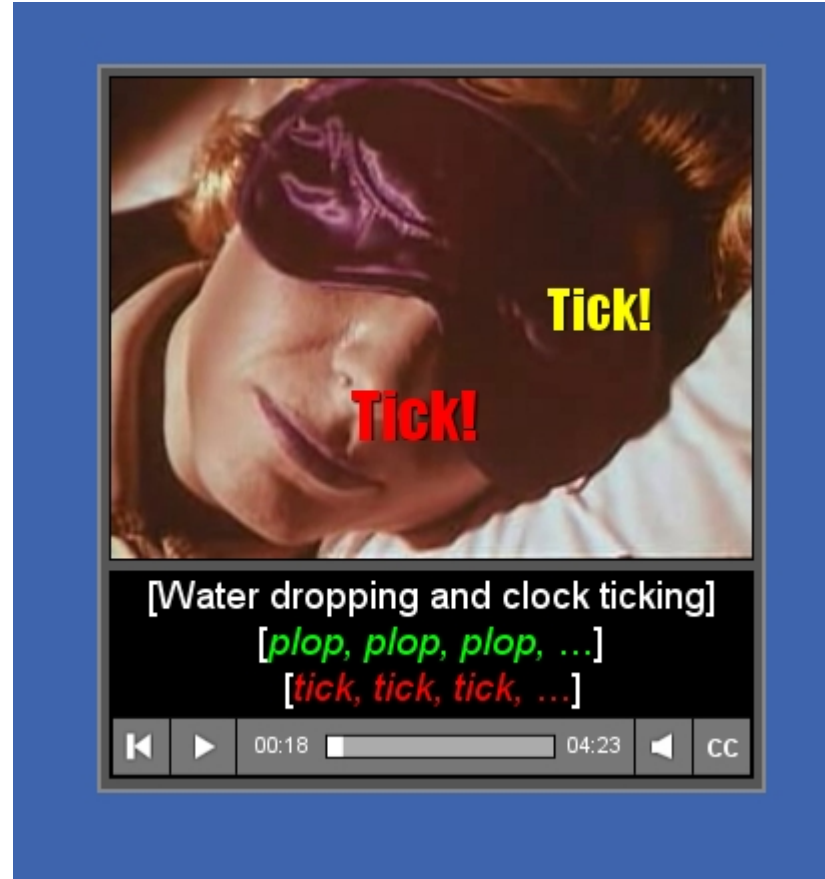 Tick!
Tick!
[Water dropping and clock ticking]
[plop, plop, plop, …]
[tick, tick, tick, …]
00:18 04:23 CC